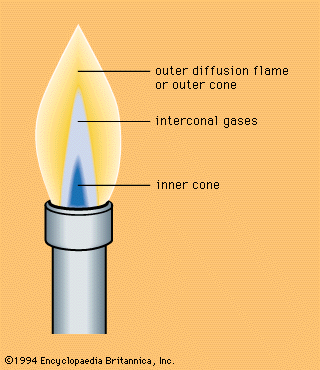 outer diffusion flame
or outer cone
interconal gases
inner cone
©1994 Encyclopaedia Britannica, Inc.